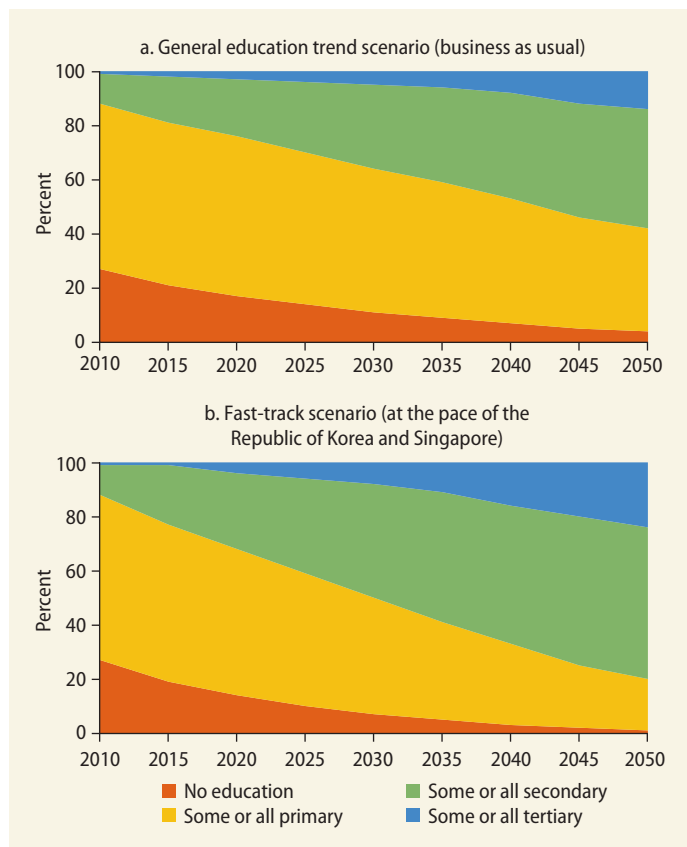 a. General education trend scenario (business as usual)
100
80
60
40
20
0
Percent
2010 2015 2020 2025 2030 2035 2040 2045 2050
b. Fast-track scenario (at the pace of the
Republic of Korea and Singapore)
100
80
60
40
20
0
Percent
2010 2015 2020 2025 2030 2035 2040 2045 2050
No education
Some or all secondary
Some or all primary
Some or all tertiary